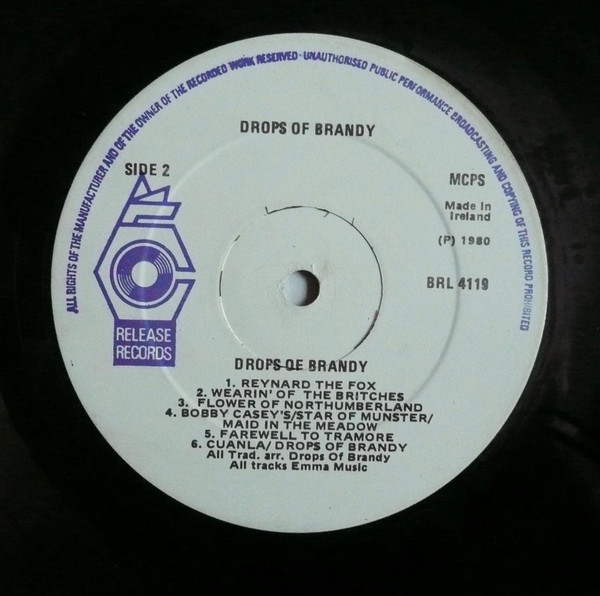 ALL RIGHTS OF THE MANUFACTURER AND OF THE OWNER OF THE RECORDED WORK RESERVED · UNAUTHORISED PUBLIC PERFORMANCE BROADCASTING AND COPYING OF THIS RECORD PROHIBITED
DROPS OF BRANDY
SIDE 2
MCPS
Made in
Ireland
(P) 1980
BRL 4119
RELEASE
RECORDS
DROPS OF BRANDY
1. REYNARD THE FOX
2. WEARIN' OF THE BRITCHES
3. FLOWER OF NORTHUMBERLAND
4. BOBBY CASEY'S/STAR OF MUNSTER/
MAID IN THE MEADOW
5. FAREWELL TO TRAMORE
6. CUANLA/ DROPS OF BRANDY
All Trad. arr. Drops Of Brandy
All tracks Emma Music